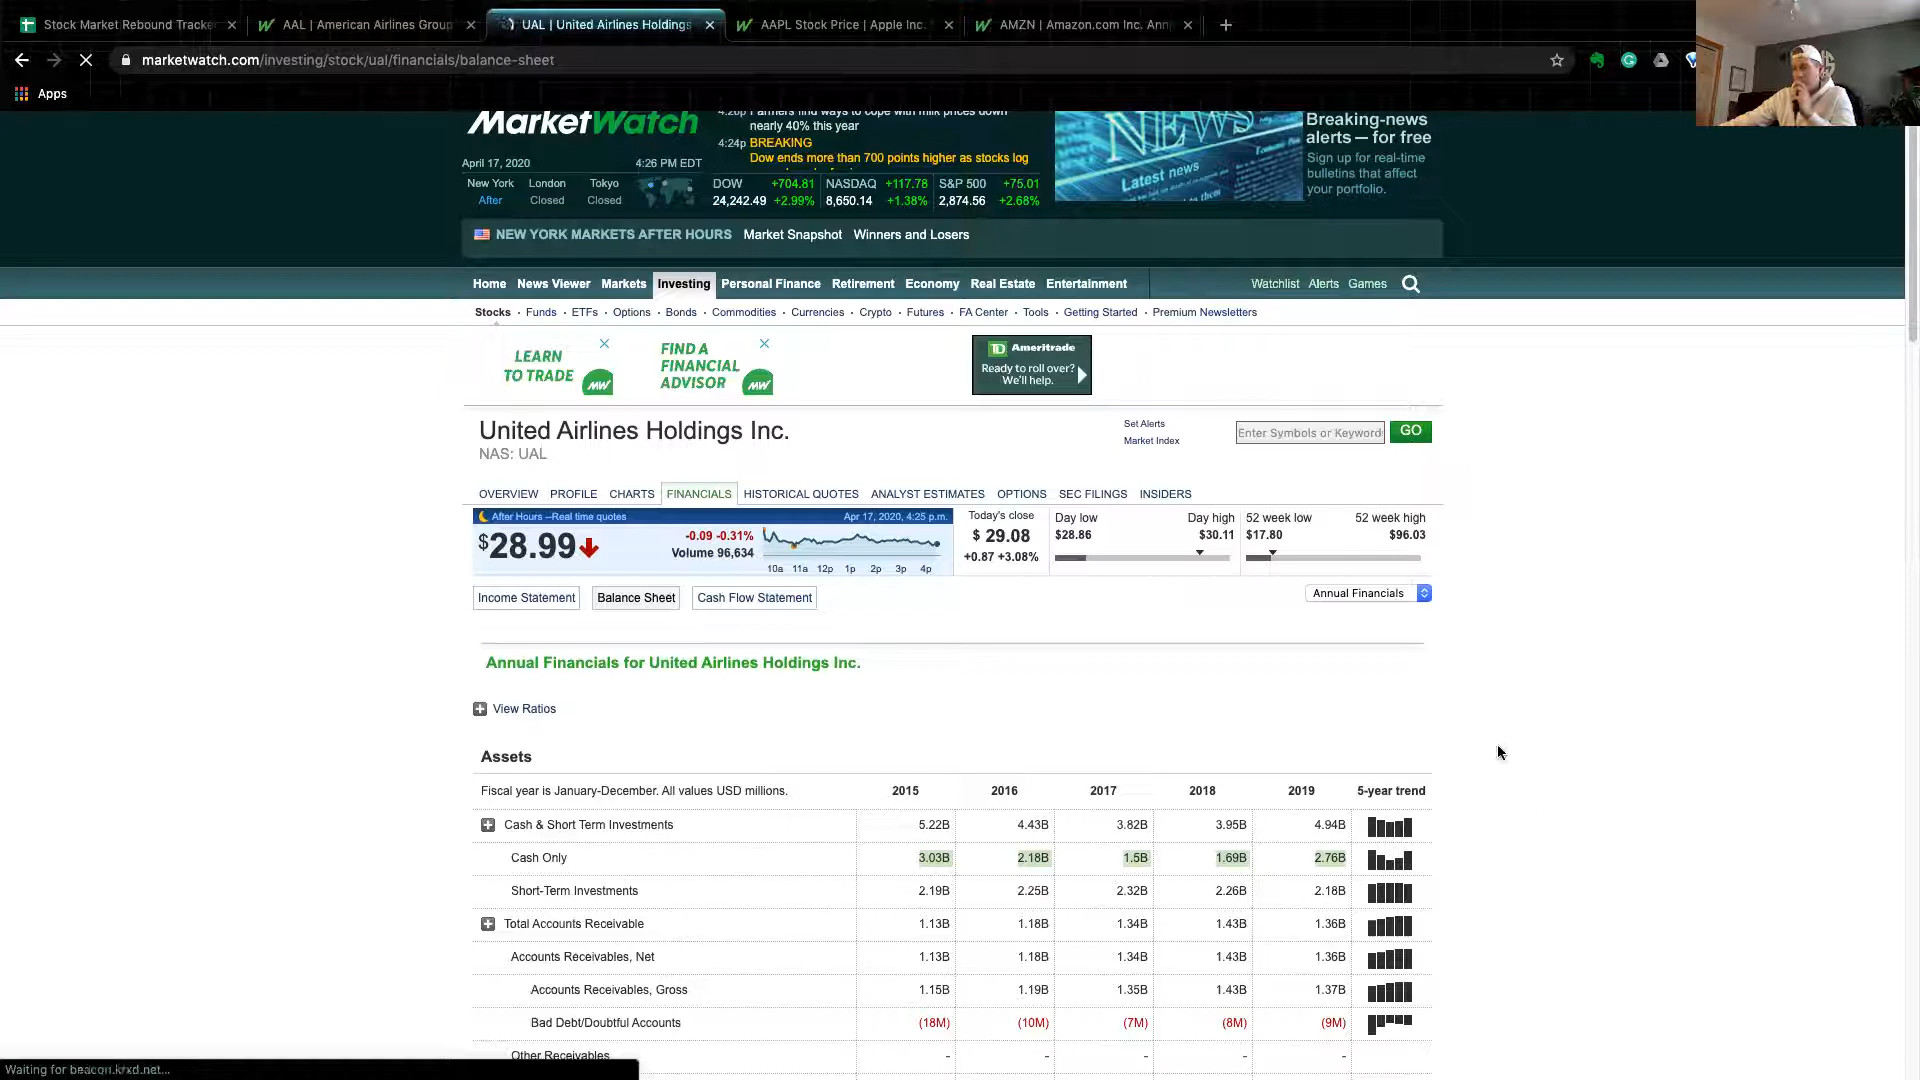 Stock Market Rebound Tracke
AAL | American Airlines Group
UAL | United Airlines Holdings
AAPL Stock Price | Apple Inc.
AMZN | Amazon.com Inc. Ann
marketwatch.com/investing/stock/ual/financials/balance-sheet
Apps
MarketWatch
April 17, 2020 4:26 PM EDT
New York London Tokyo
After Closed Closed
nearly 40% this year
4:24p BREAKING
Dow ends more than 700 points higher as stocks log
DOW +704.81 NASDAQ +117.78 S&P 500 +75.01
24,242.49 +2.99% 8,650.14 +1.38% 2,874.56 +2.68%
NEWS
Latest news
Breaking-news
alerts—for free
Sign up for real-time
bulletins that affect
your portfolio.
NEW YORK MARKETS AFTER HOURS Market Snapshot Winners and Losers
Home News Viewer Markets Investing Personal Finance Retirement Economy Real Estate Entertainment Watchlist Alerts Games
Stocks · Funds · ETFs · Options · Bonds · Commodities · Currencies · Crypto · Futures · FA Center · Tools · Getting Started · Premium Newsletters
LEARN
TO TRADE
MW
FIND A
FINANCIAL
ADVISOR
MW
TD Ameritrade
Ready to roll over?
We'll help.
United Airlines Holdings Inc.
NAS: UAL
Set Alerts
Market Index
Enter Symbols or Keyword
GO
OVERVIEW PROFILE CHARTS FINANCIALS HISTORICAL QUOTES ANALYST ESTIMATES OPTIONS SEC FILINGS INSIDERS
After Hours --Real time quotes Apr 17, 2020, 4:25 p.m.
$28.99
-0.09 -0.31%
Volume 96,634
10a 11a 12p 1p 2p 3p 4p
Today's close
$ 29.08
+0.87 +3.08%
Day low Day high
$28.86 $30.11
52 week low 52 week high
$17.80 $96.03
Income Statement Balance Sheet Cash Flow Statement
Annual Financials
Annual Financials for United Airlines Holdings Inc.
View Ratios
Assets
Fiscal year is January-December. All values USD millions. 2015 2016 2017 2018 2019 5-year trend
Cash & Short Term Investments 5.22B 4.43B 3.82B 3.95B 4.94B
Cash Only 3.03B 2.18B 1.5B 1.69B 2.76B
Short-Term Investments 2.19B 2.25B 2.32B 2.26B 2.18B
Total Accounts Receivable 1.13B 1.18B 1.34B 1.43B 1.36B
Accounts Receivables, Net 1.13B 1.18B 1.34B 1.43B 1.36B
Accounts Receivables, Gross 1.15B 1.19B 1.35B 1.43B 1.37B
Bad Debt/Doubtful Accounts (18M) (10M) (7M) (8M) (9M)
Other Receivables - - - - -
Waiting for beacon.krxd.net...